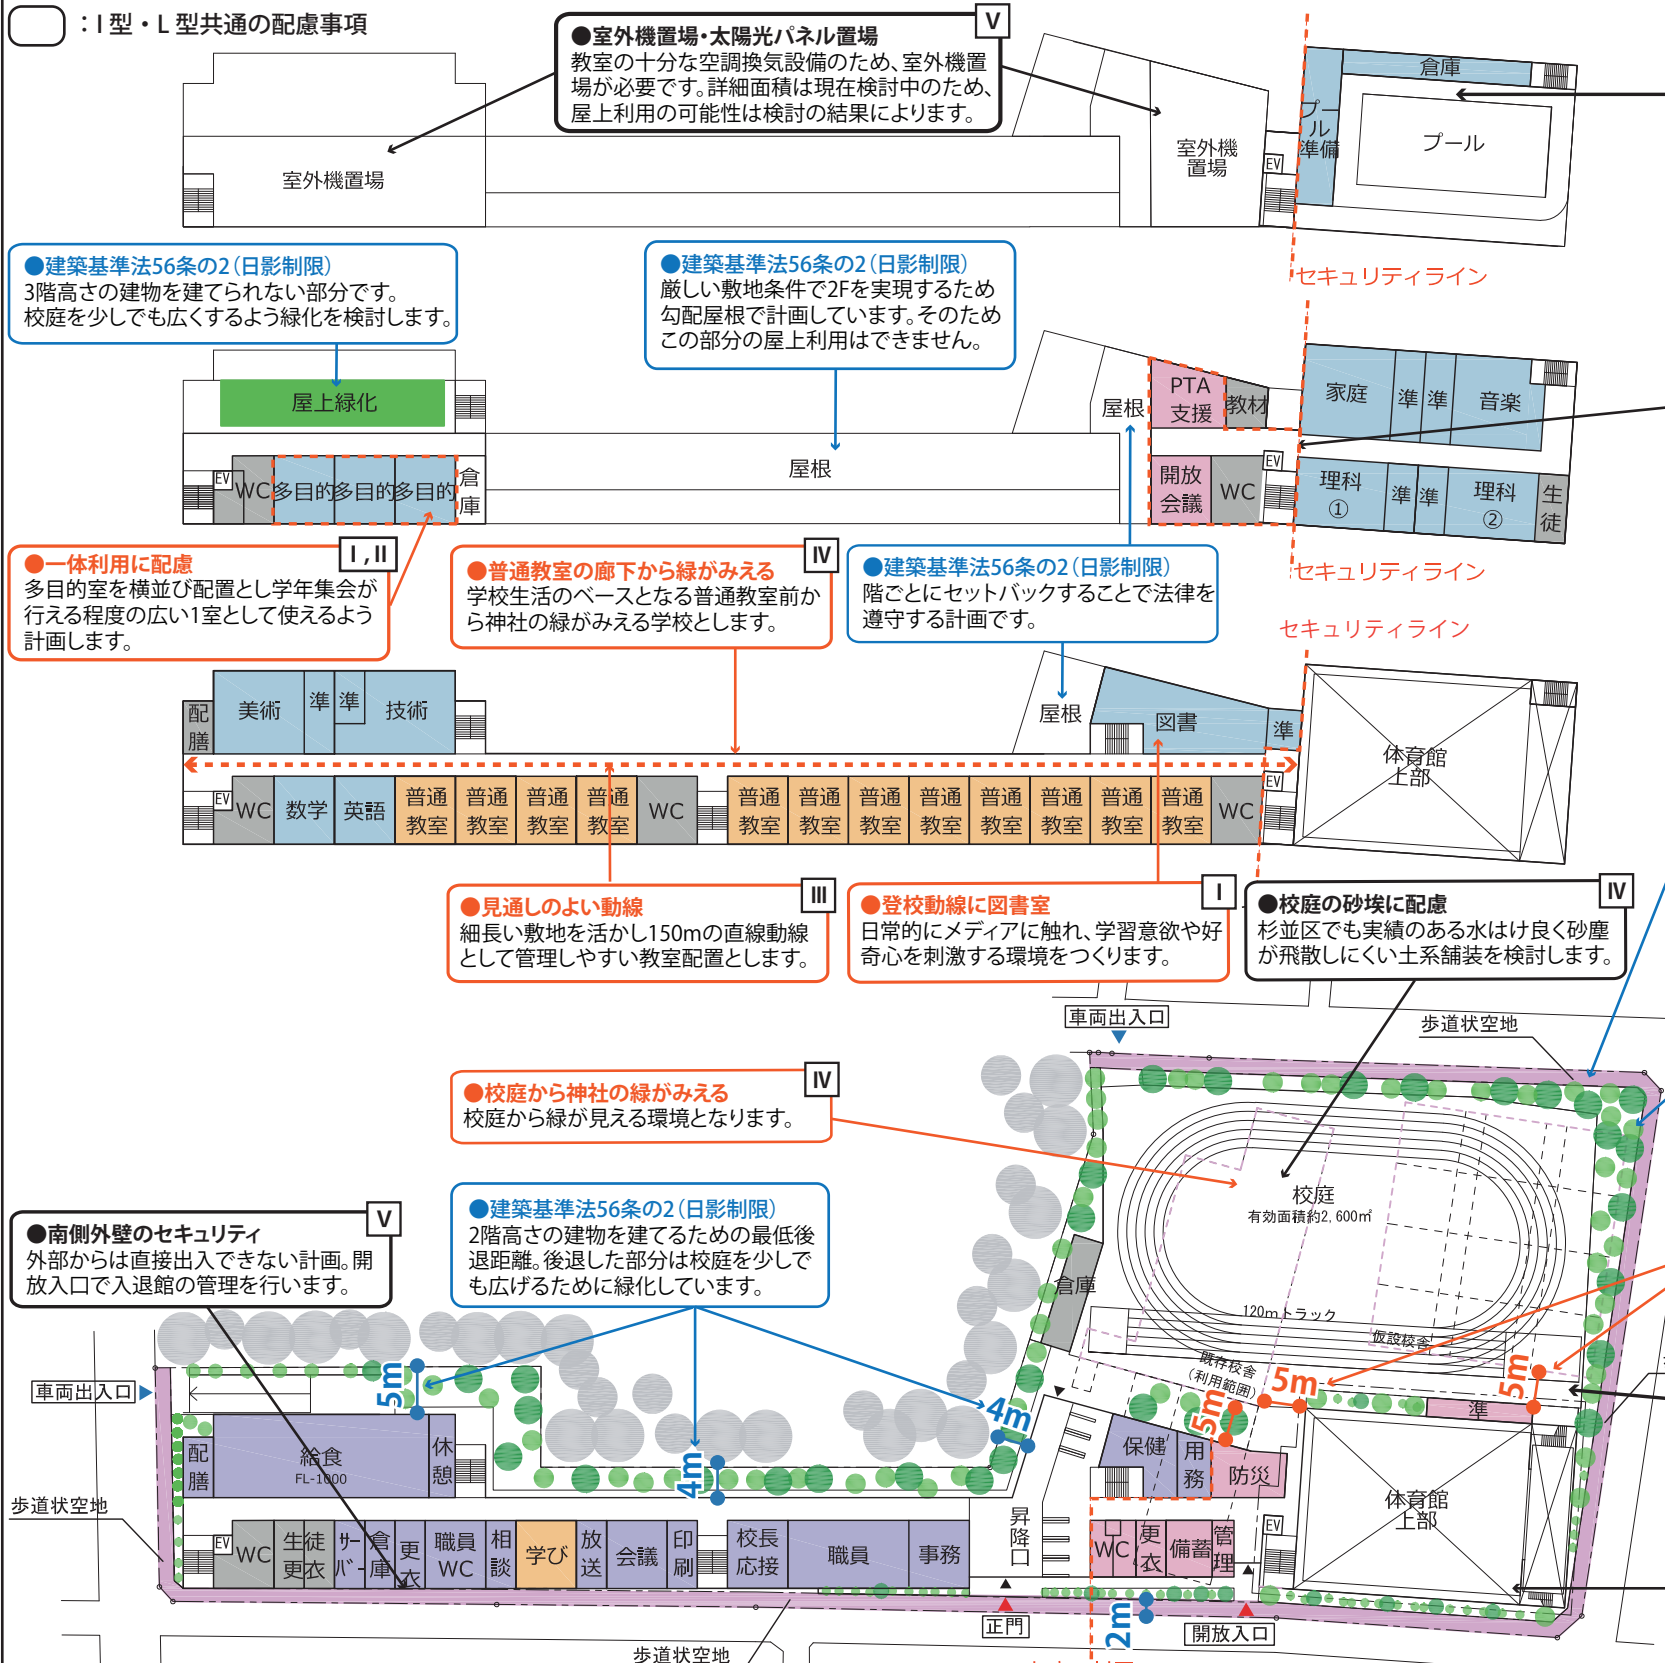 ：I 型・L 型共通の配慮事項
V
●室外機置場・太陽光パネル置場
教室の十分な空調換気設備のため、室外機置
場が必要です。詳細面積は現在検討中のため、
屋上利用の可能性は検討の結果によります。
室外機置場
室外機
置場
EV
プー
ル
準備
倉庫
プール
セキュリティライン
●建築基準法56条の2（日影制限）
3階高さの建物を建てられない部分です。
校庭を少しでも広くするよう緑化を検討します。
●建築基準法56条の2（日影制限）
厳しい敷地条件で2Fを実現するため
勾配屋根で計画しています。そのため
この部分の屋上利用はできません。
屋上緑化
EV
WC
多目的
多目的
多目的
倉
庫
屋根
屋根
PTA
支援
教材
開放
会議
WC
EV
家庭
準
準
音楽
理科
①
準
準
理科
②
生
徒
セキュリティライン
I , II
●一体利用に配慮
多目的室を横並び配置とし学年集会が
行える程度の広い1室として使えるよう
計画します。
IV
●普通教室の廊下から緑がみえる
学校生活のベースとなる普通教室前か
ら神社の緑がみえる学校とします。
●建築基準法56条の2（日影制限）
階ごとにセットバックすることで法律を
遵守する計画です。
セキュリティライン
配
膳
美術
準
準
技術
屋根
図書
準
体育館
上部
EV
WC
数学
英語
普通
教室
普通
教室
普通
教室
普通
教室
WC
普通
教室
普通
教室
普通
教室
普通
教室
普通
教室
普通
教室
普通
教室
普通
教室
WC
EV
III
●見通しのよい動線
細長い敷地を活かし150mの直線動線
として管理しやすい教室配置とします。
I
●登校動線に図書室
日常的にメディアに触れ、学習意欲や好
奇心を刺激する環境をつくります。
IV
●校庭の砂埃に配慮
杉並区でも実績のある水はけ良く砂塵
が飛散しにくい土系舗装を検討します。
車両出入口
歩道状空地
IV
●校庭から神社の緑がみえる
校庭から緑が見える環境となります。
校庭
有効面積約2,600㎡
V
●南側外壁のセキュリティ
外部からは直接出入できない計画。開
放入口で入退館の管理を行います。
●建築基準法56条の2（日影制限）
2階高さの建物を建てるための最低後
退距離。後退した部分は校庭を少しで
も広げるために緑化しています。
倉庫
120mトラック
仮設校舎
既存校舎
（利用範囲）
車両出入口
5m
4m
4m
5m
5m
5m
準
配
膳
給食
FL-1000
休
憩
保健
用
務
防災
体育館
上部
歩道状空地
EV
WC
生徒
更衣
サー
バー
倉
庫
更
衣
職員
WC
相
談
学び
放
送
会議
印
刷
校長
応接
職員
事務
昇
降
口
WC
更
衣
備蓄
管
理
EV
正門
2m
開放入口
歩道状空地